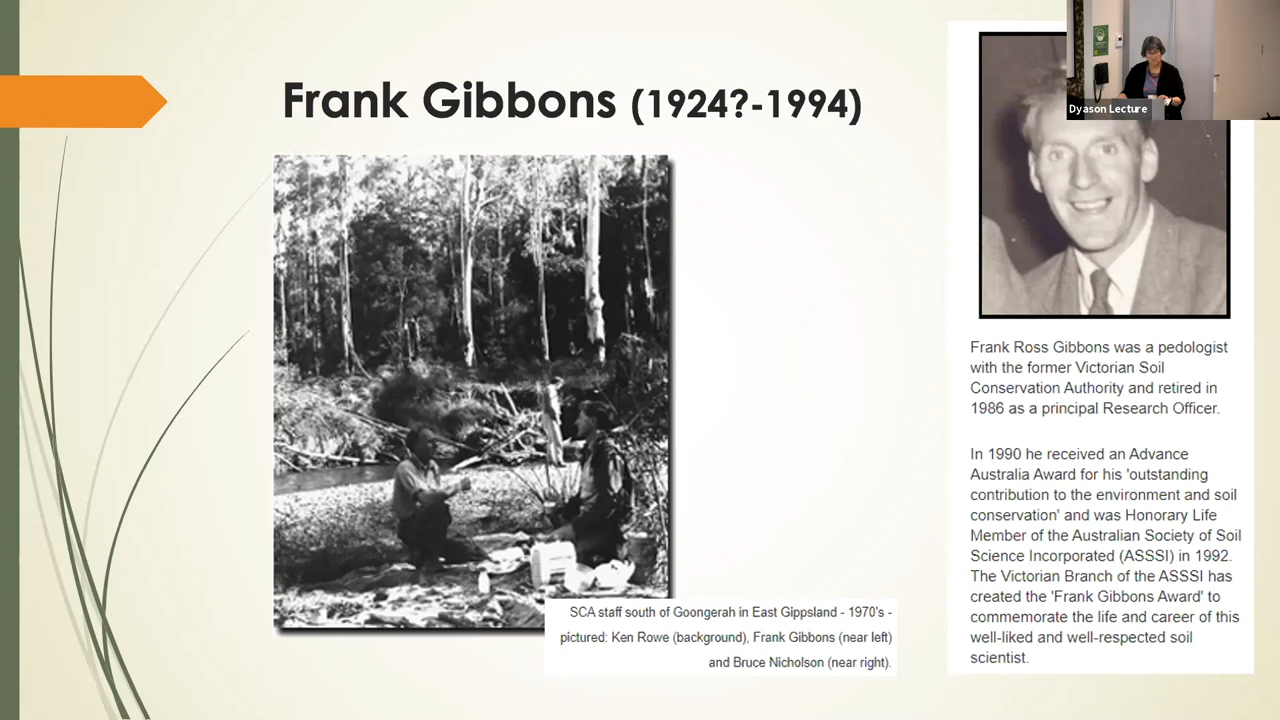 Frank Gibbons (1924?-1994)
Dyason Lecture
Frank Ross Gibbons was a pedologist
with the former Victorian Soil
Conservation Authority and retired in
1986 as a principal Research Officer.
In 1990 he received an Advance
Australia Award for his 'outstanding
contribution to the environment and soil
conservation' and was Honorary Life
Member of the Australian Society of Soil
Science Incorporated (ASSSI) in 1992.
The Victorian Branch of the ASSSI has
created the 'Frank Gibbons Award' to
commemorate the life and career of this
well-liked and well-respected soil
scientist.
SCA staff south of Goongerah in East Gippsland - 1970's -
pictured: Ken Rowe (background), Frank Gibbons (near left)
and Bruce Nicholson (near right).